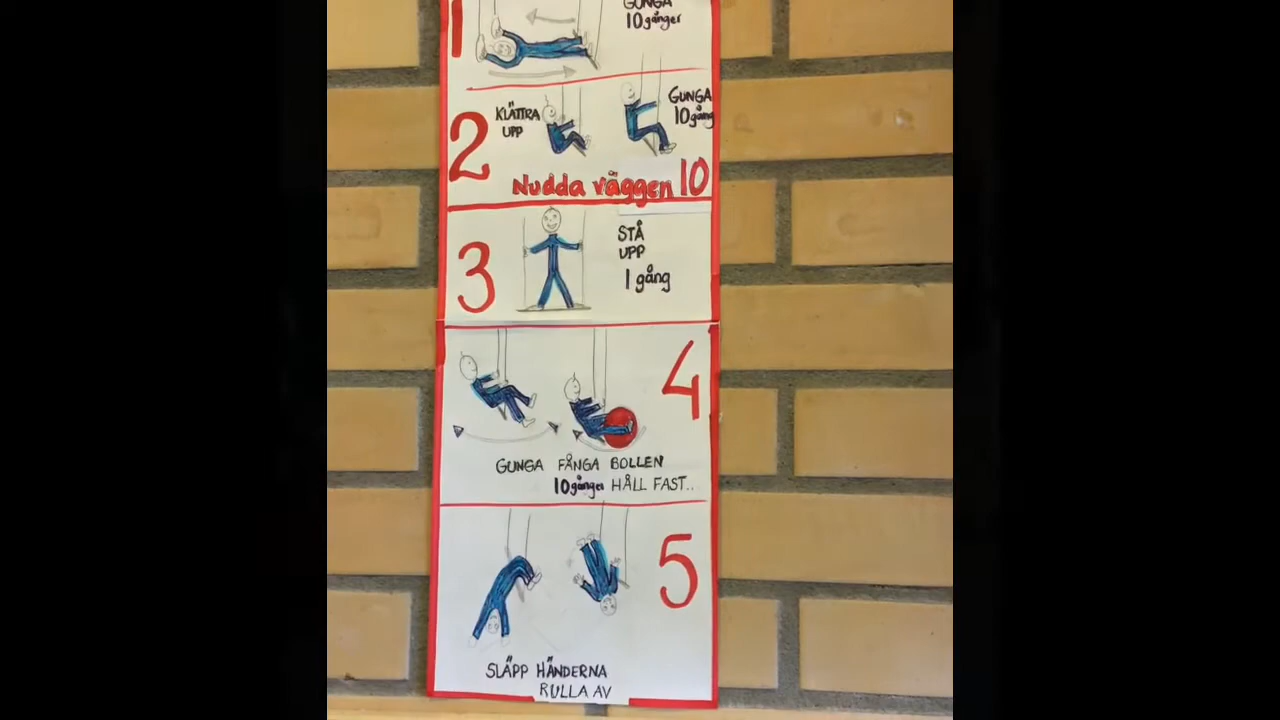 1
GUNGA
10 gånger
2
KLÄTTRA
UPP
GUNGA
10 gång
Nudda väggen 10
3
STÅ
UPP
1 gång
4
GUNGA FÅNGA BOLLEN
10 gånger HÅLL FAST..
5
SLÄPP HÄNDERNA
RULLA AV